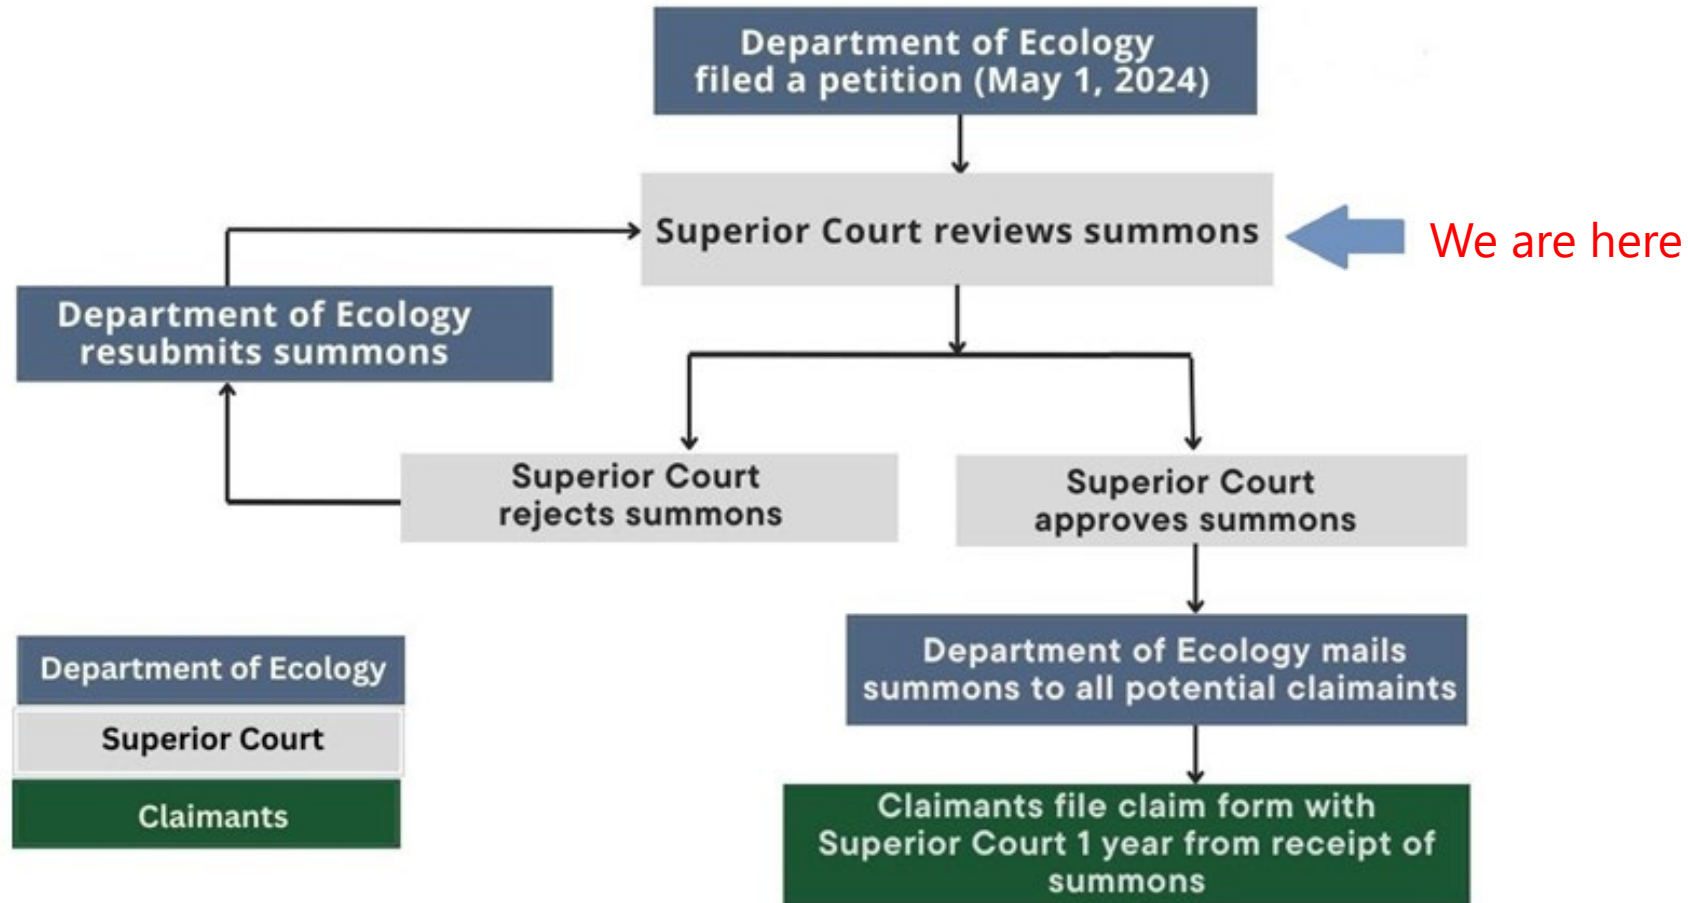 Department of Ecology
filed a petition (May 1, 2024)
Superior Court reviews summons
We are here
Department of Ecology
resubmits summons
Superior Court
rejects summons
Superior Court
approves summons
Department of Ecology mails
summons to all potential claimaints
Claimants file claim form with
Superior Court 1 year from receipt of
summons
Department of Ecology
Superior Court
Claimants